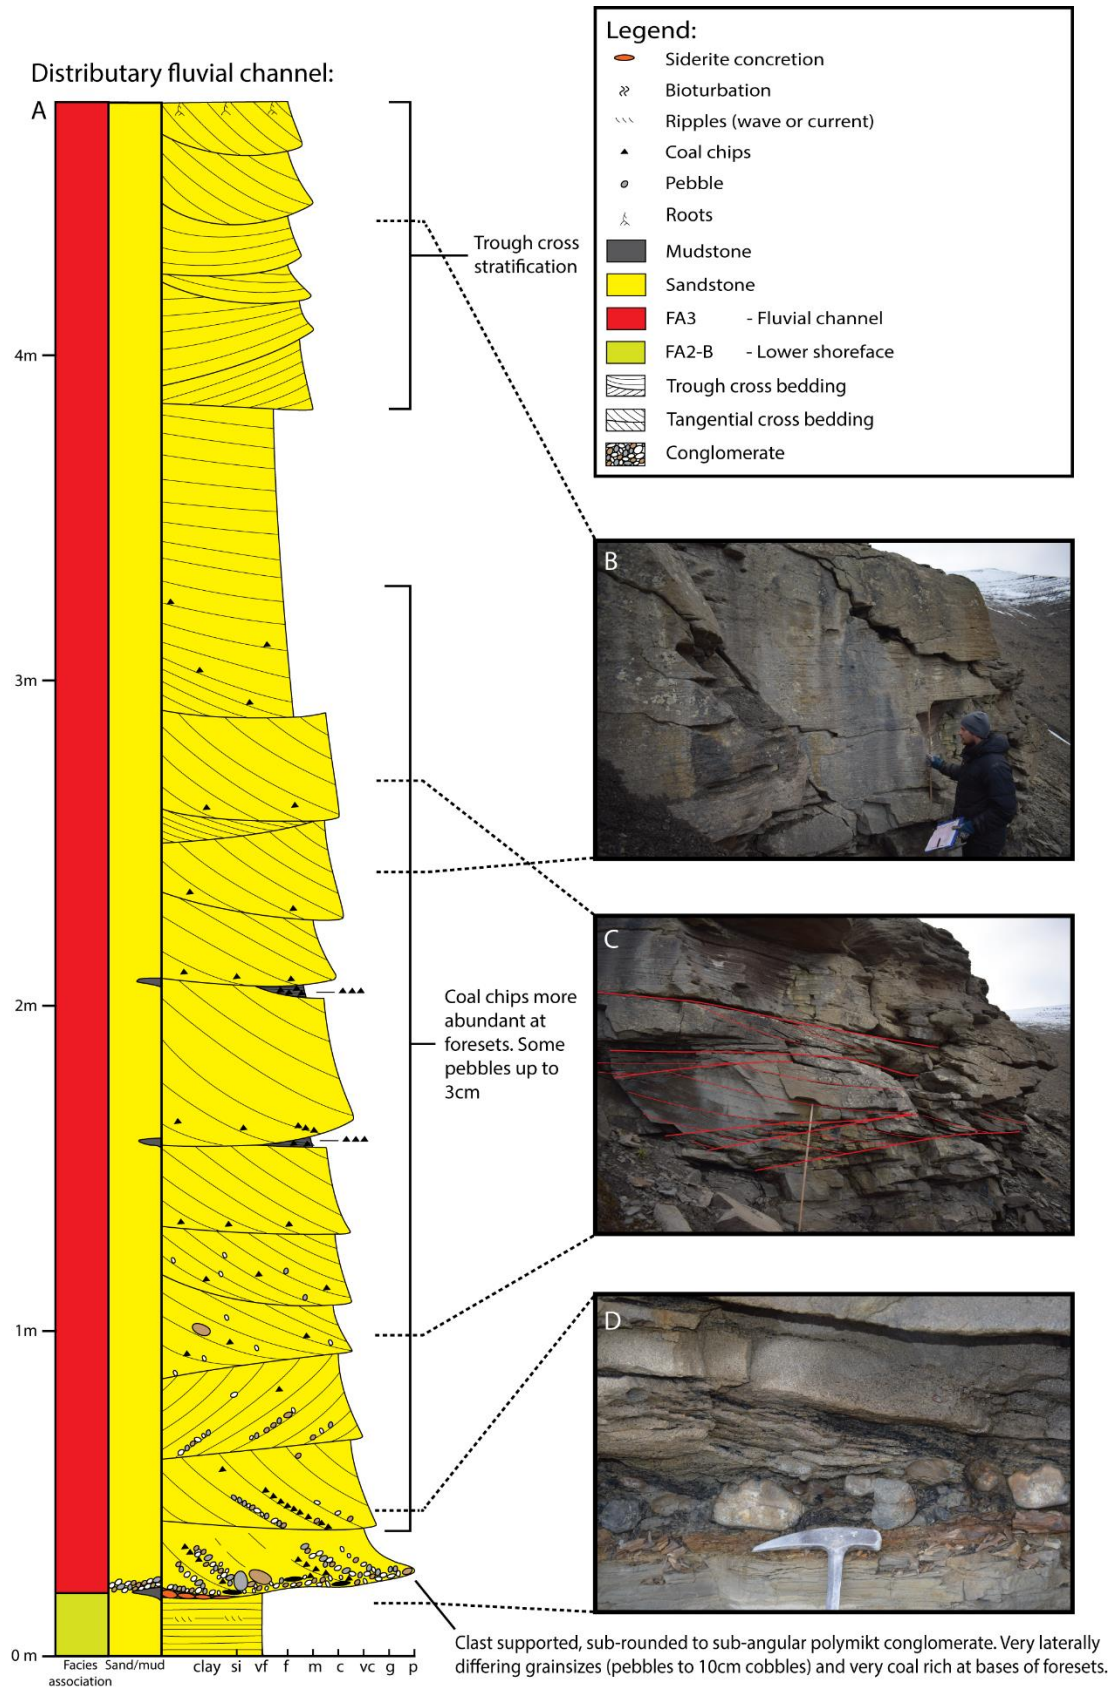 Distributary fluvial channel:
A
4m
3m
2m
1m
0 m
Facies
association
Sand/mud
clay si vf f m c vc g p
Trough cross
stratification
Coal chips more
abundant at
foresets. Some
pebbles up to
3cm
Legend:
Siderite concretion
Bioturbation
Ripples (wave or current)
Coal chips
Pebble
Roots
Mudstone
Sandstone
FA3 - Fluvial channel
FA2-B - Lower shoreface
Trough cross bedding
Tangential cross bedding
Conglomerate
B
C
D
Clast supported, sub-rounded to sub-angular polymikt conglomerate. Very laterally
differing grainsizes (pebbles to 10cm cobbles) and very coal rich at bases of foresets.